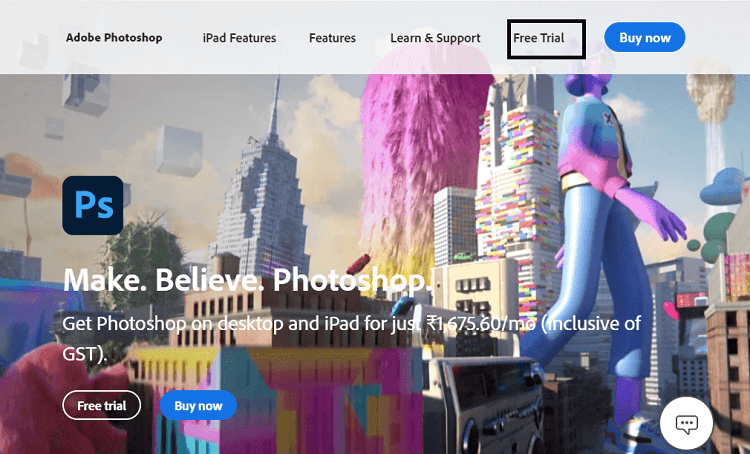 Adobe Photoshop
iPad Features
Features
Learn & Support
Free Trial
Buy now
Ps
Make. Believe. Photoshop.
Get Photoshop on desktop and iPad for just ₹1,675.60/mo (inclusive of
GST).
Free trial
Buy now